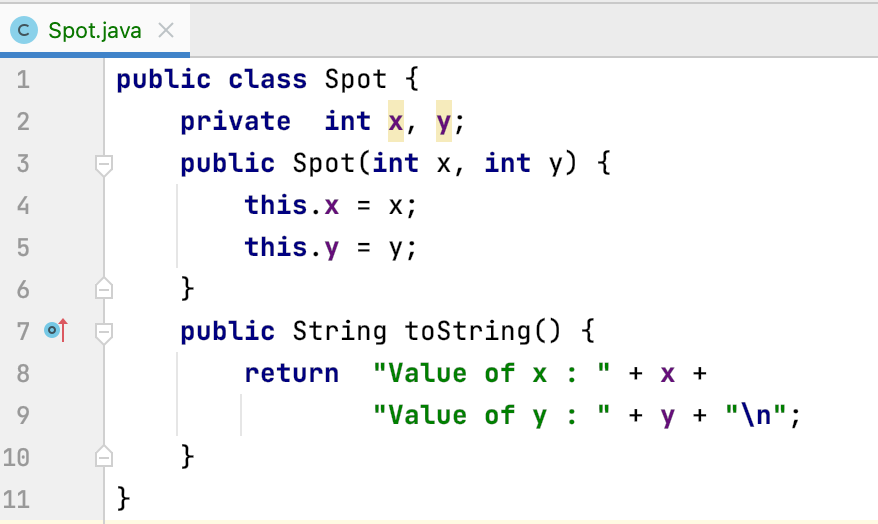 C Spot.java ×
1 public class Spot {
2     private  int x, y;
3     public Spot(int x, int y) {
4         this.x = x;
5         this.y = y;
6     }
7     public String toString() {
8         return  "Value of x : " + x +
9                 "Value of y : " + y + "\n";
10     }
11 }